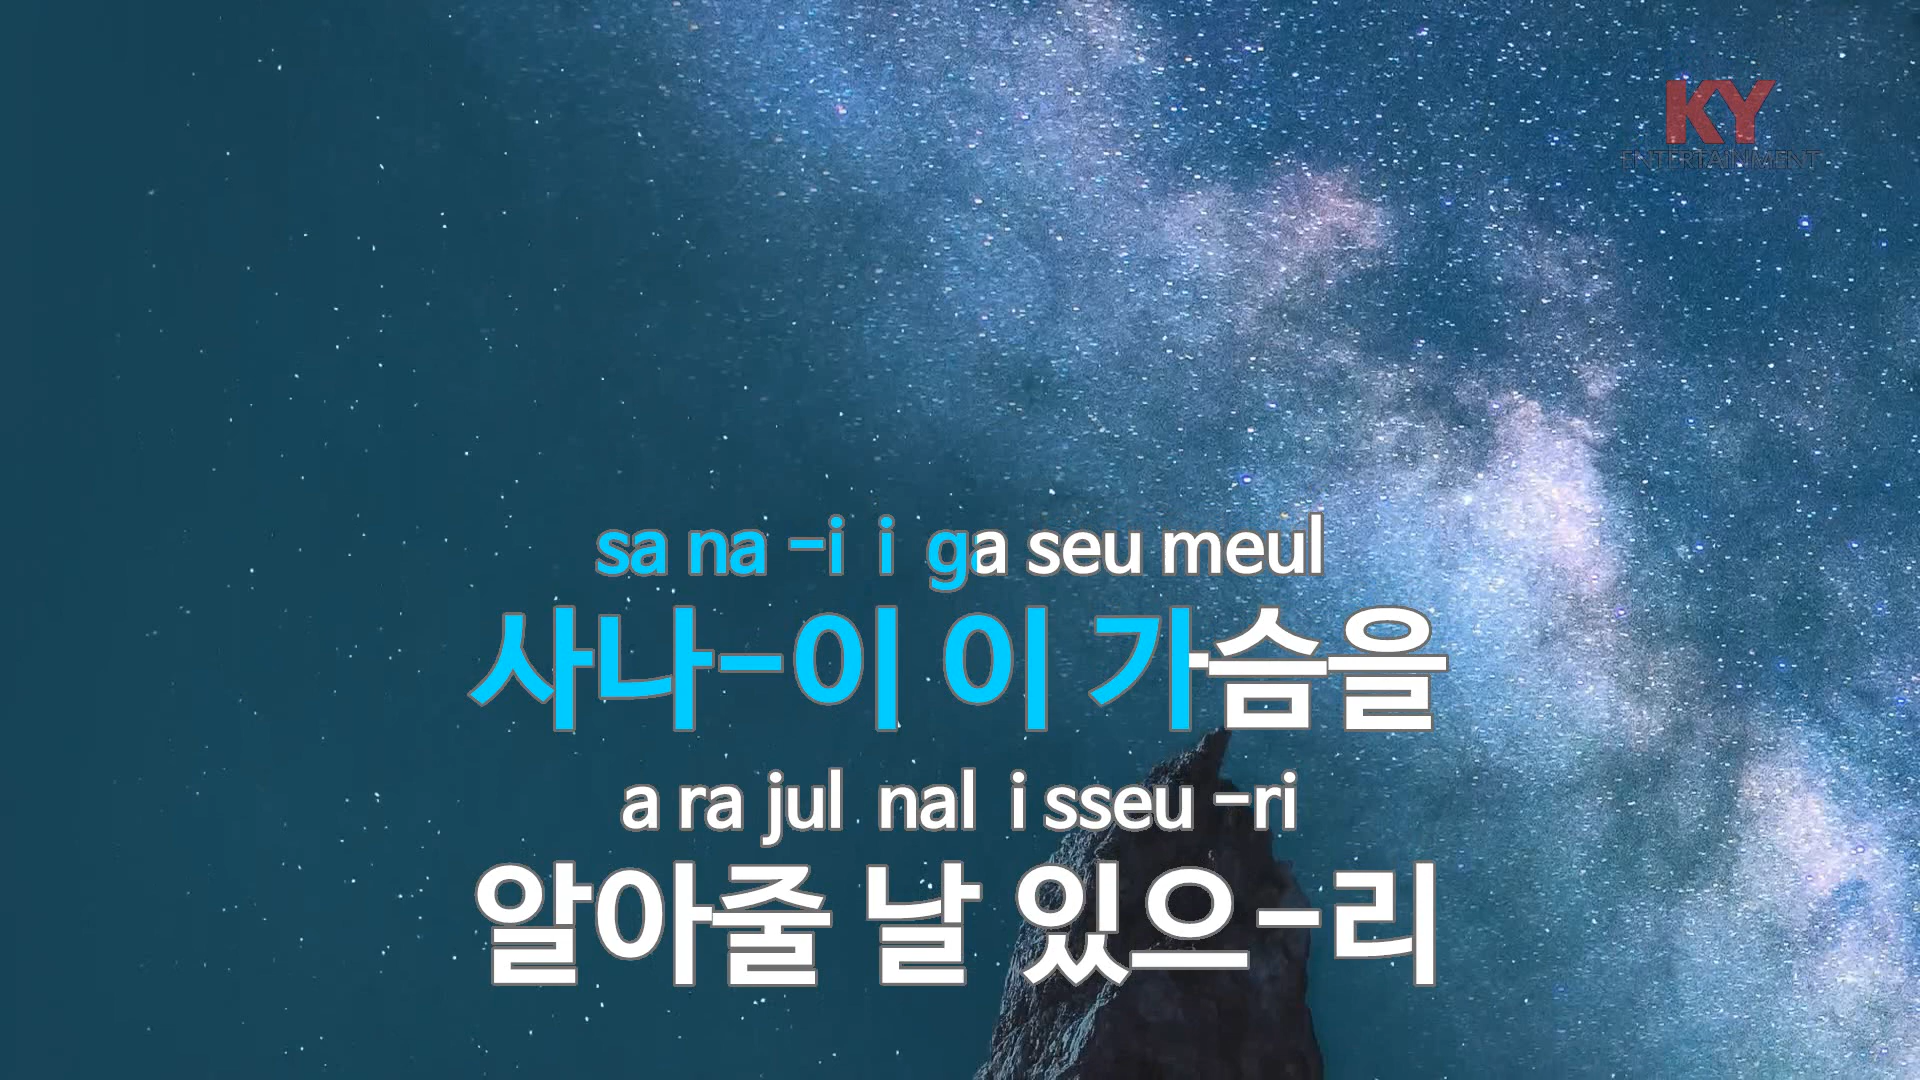 KY
ENTERTAINMENT
sa na -i i ga seu meul
사나-이 이 가슴을
a ra jul nal i sseu -ri
알아줄 날 있으-리